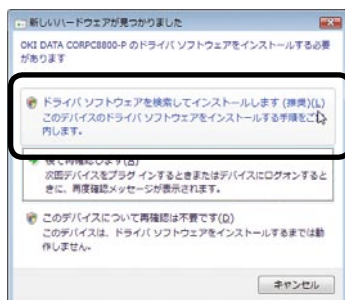 新しいハードウェアが見つかりました
OKI DATA CORPC8800-P のドライバ ソフトウェアをインストールする必要
があります
ドライバ ソフトウェアを検索してインストールします (推奨)(L)
このデバイスのドライバ ソフトウェアをインストールする手順をご
内します。
後で再確認します(A)
次回デバイスをプラグ インするときまたはデバイスにログオンすると
きに、再度確認メッセージが表示されます。
このデバイスについて再確認は不要です(D)
このデバイスは、ドライバ ソフトウェアをインストールするまでは動
作しません。
キャンセル